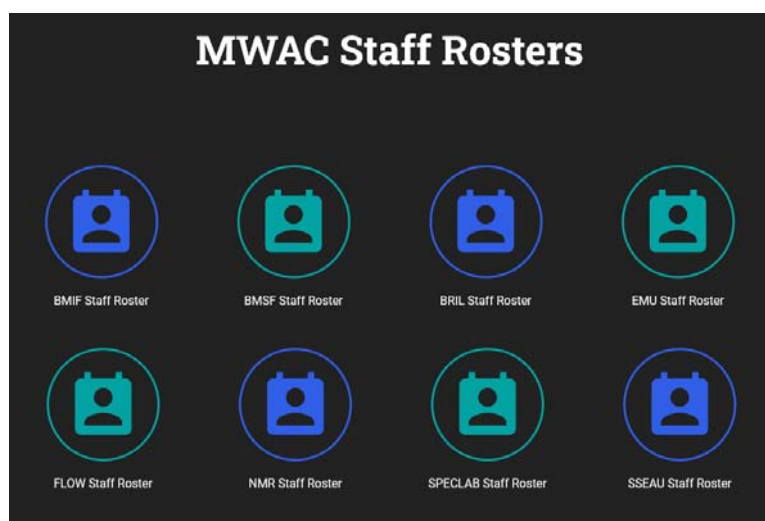 MWAC Staff Rosters
BMIF Staff Roster
BMSF Staff Roster
BRIL Staff Roster
EMU Staff Roster
FLOW Staff Roster
NMR Staff Roster
SPECLAB Staff Roster
SSEAU Staff Roster